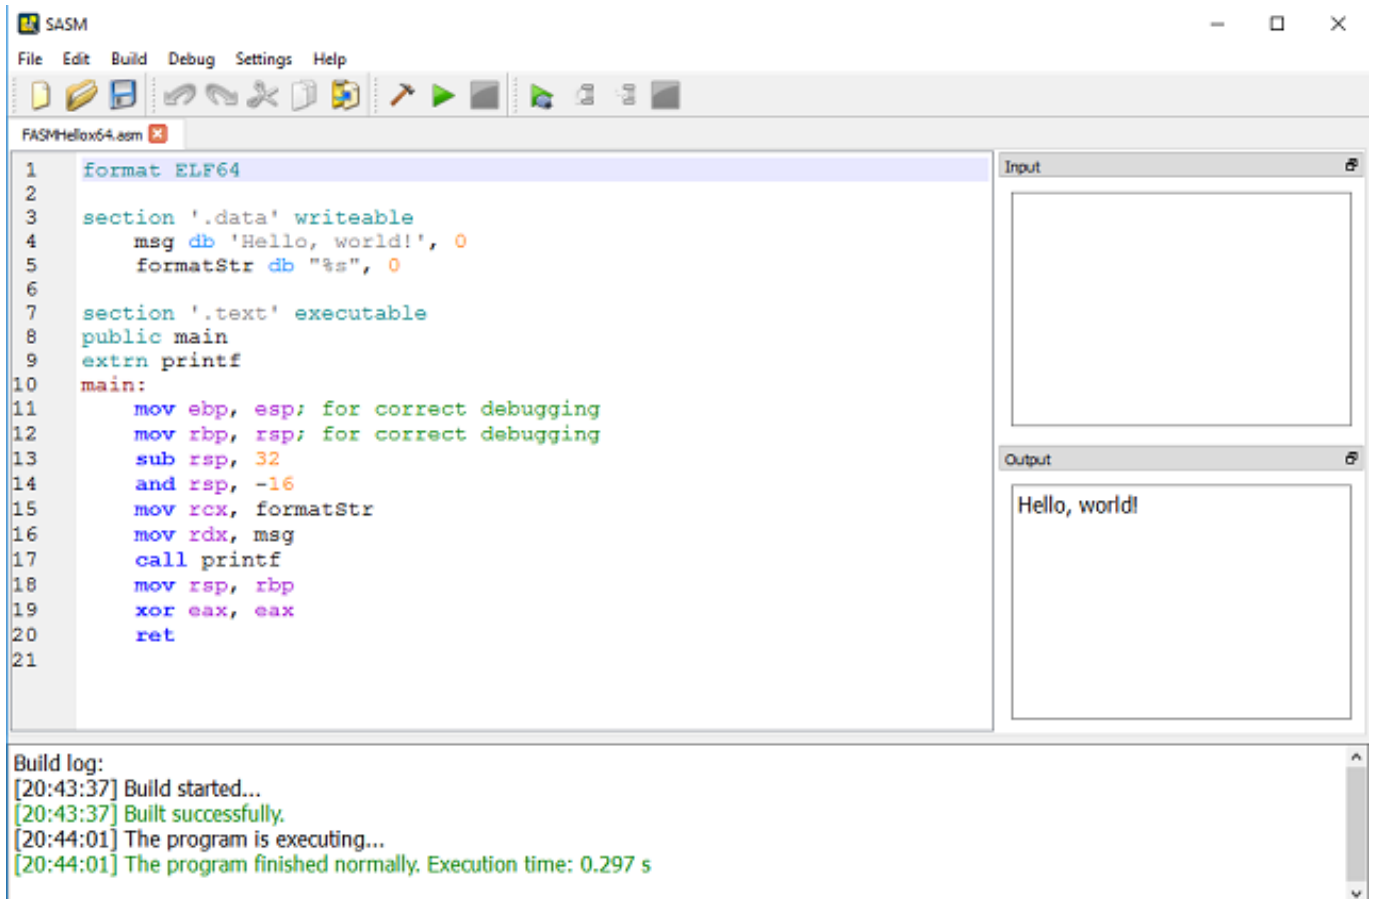 SASM
File Edit Build Debug Settings Help
FASMHellox64.asm
1 format ELF64
2
3 section '.data' writeable
4 msg db 'Hello, world!', 0
5 formatStr db "%s", 0
6
7 section '.text' executable
8 public main
9 extrn printf
10 main:
11 mov ebp, esp; for correct debugging
12 mov rbp, rsp; for correct debugging
13 sub rsp, 32
14 and rsp, -16
15 mov rcx, formatStr
16 mov rdx, msg
17 call printf
18 mov rsp, rbp
19 xor eax, eax
20 ret
21
Input
Output
Hello, world!
Build log:
[20:43:37] Build started...
[20:43:37] Built successfully.
[20:44:01] The program is executing...
[20:44:01] The program finished normally. Execution time: 0.297 s